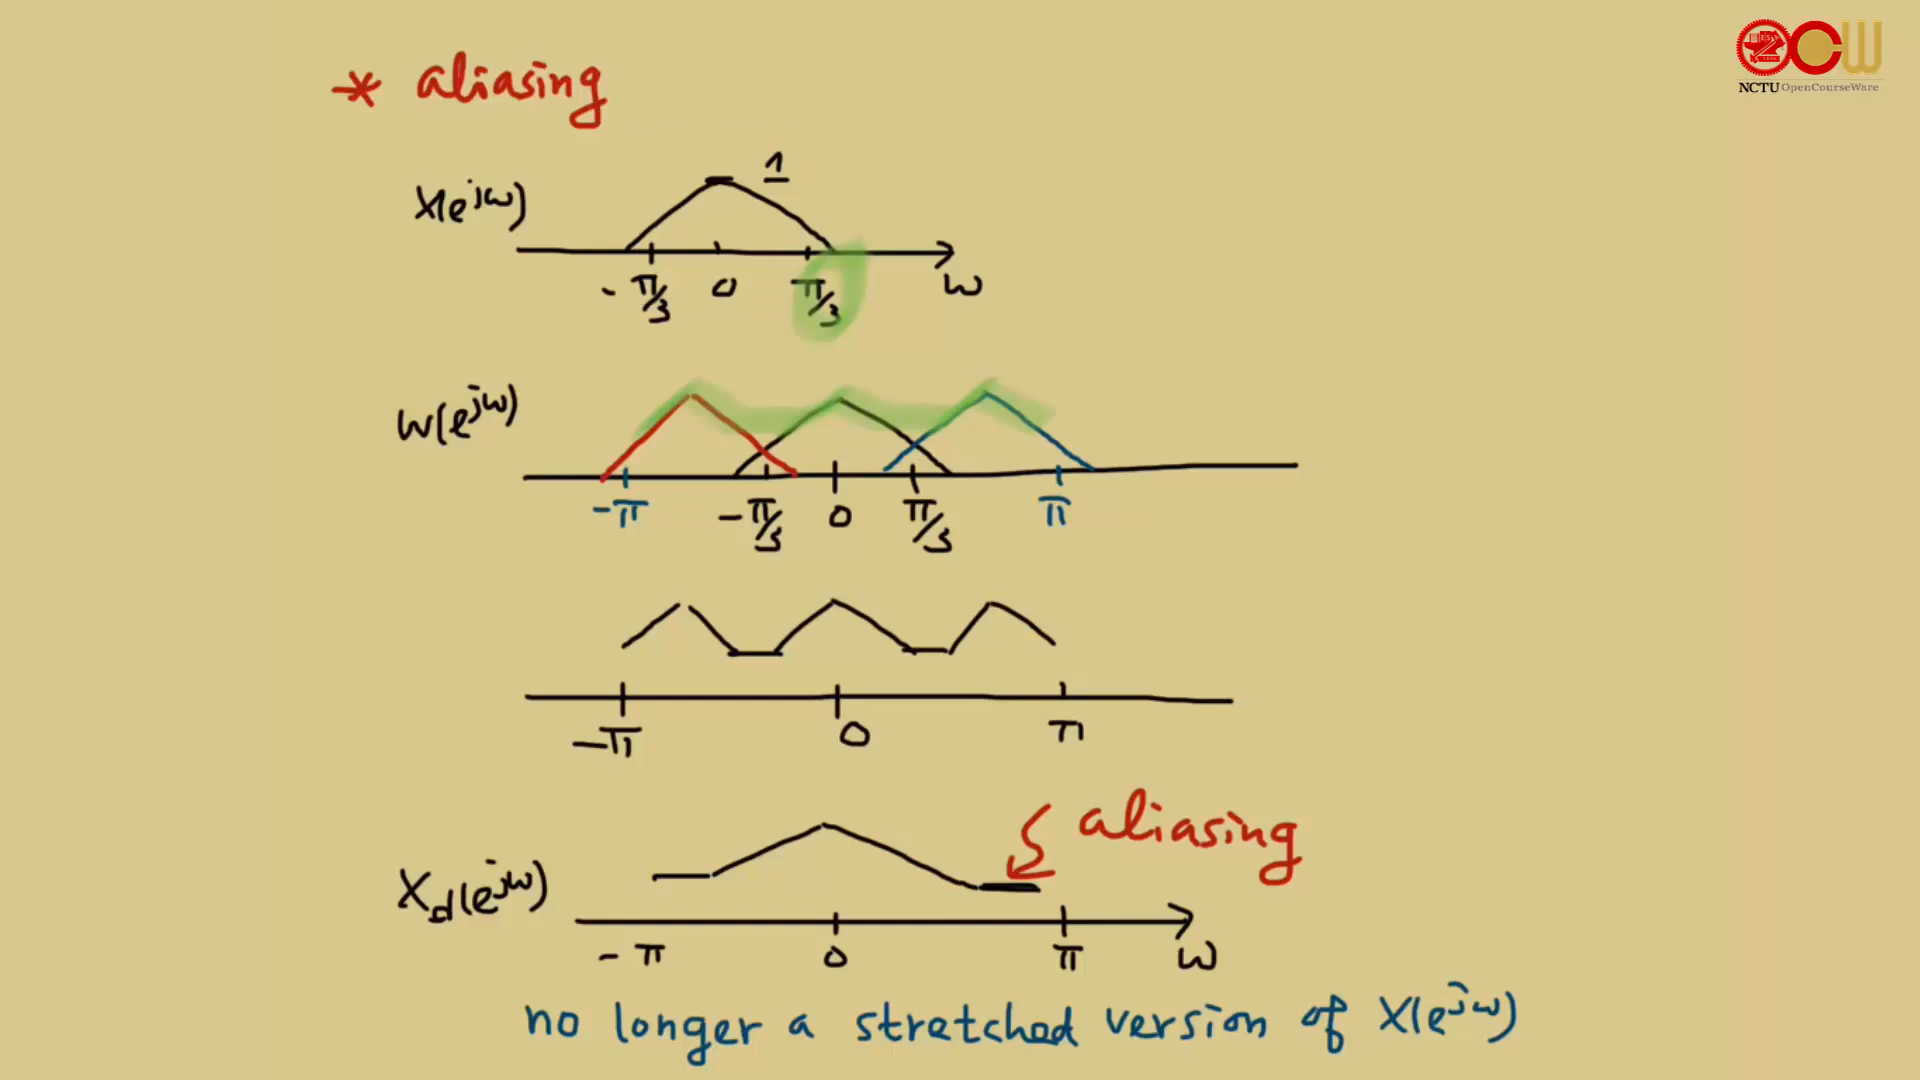 * aliasing
OCW
NCTU OpenCourseWare
1
X(e^jω)
-π/3 0 π/3 ω
W(e^jω)
-π -π/3 0 π/3 π
-π 0 π
aliasing
X_d(e^jω)
-π 0 π ω
no longer a stretched version of X(e^jω)